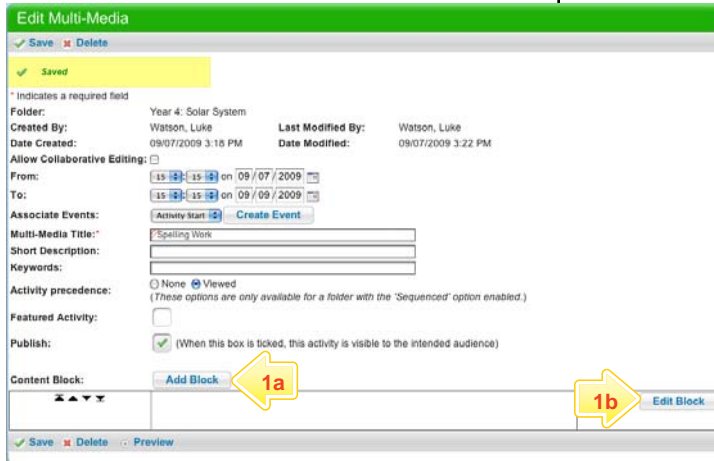 Edit Multi-Media
Save Delete
Saved
* Indicates a required field
Folder: Year 4: Solar System
Created By: Watson, Luke Last Modified By: Watson, Luke
Date Created: 09/07/2009 3:18 PM Date Modified: 09/07/2009 3:22 PM
Allow Collaborative Editing:
From: 15 : 15 on 09 / 07 / 2009
To: 15 : 15 on 09 / 09 / 2009
Associate Events: Activity Start Create Event
Multi-Media Title:* Spelling Work
Short Description:
Keywords:
Activity precedence: None Viewed
(These options are only available for a folder with the 'Sequenced' option enabled.)
Featured Activity:
Publish: (When this box is ticked, this activity is visible to the intended audience)
Content Block: Add Block 1a
1b Edit Block
Save Delete Preview